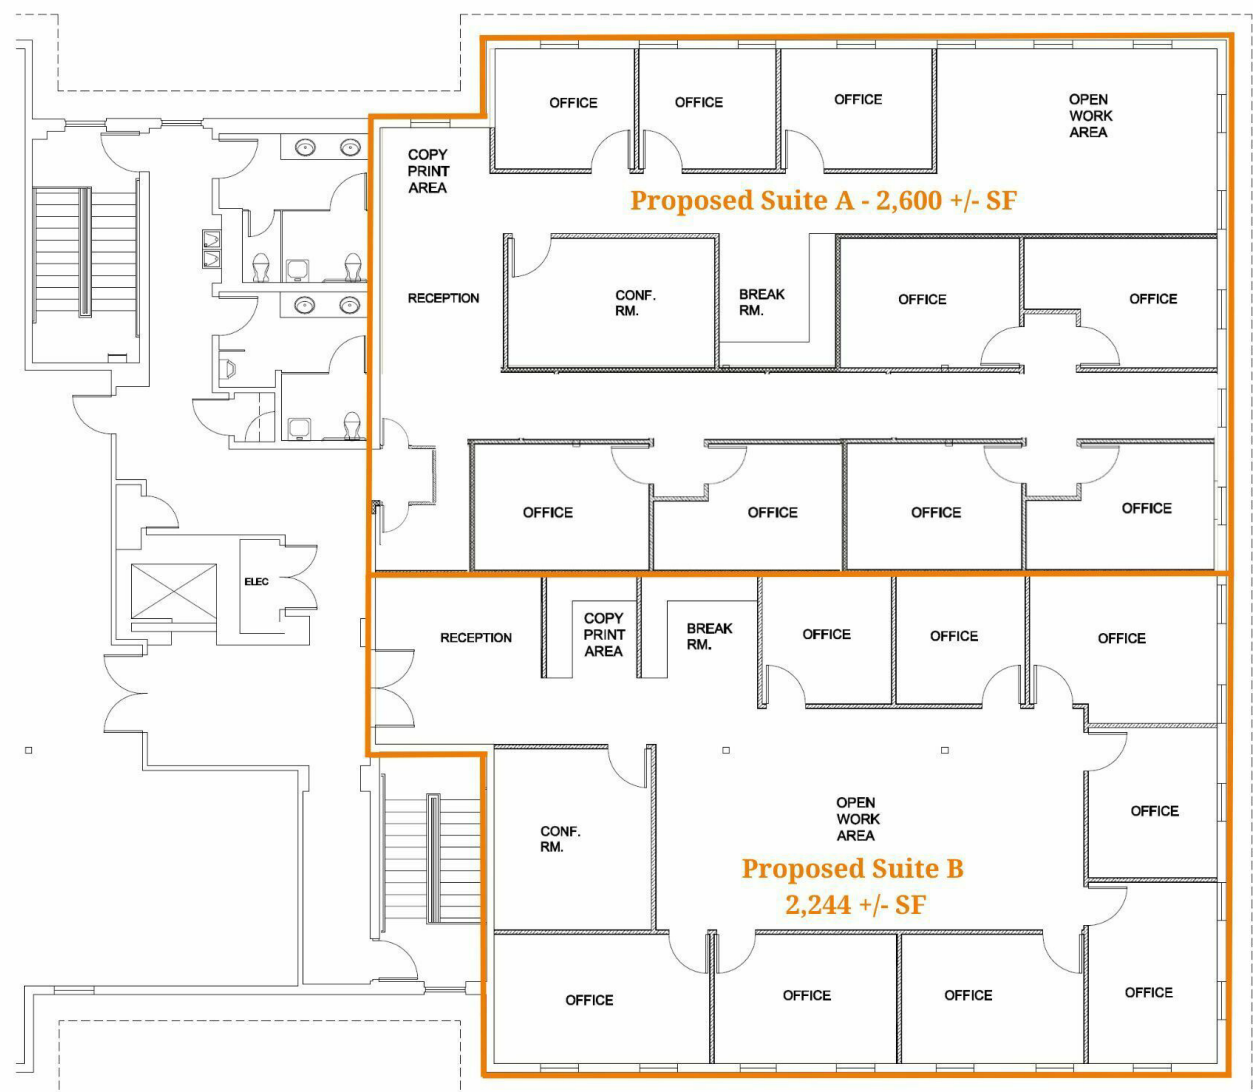 OFFICE
OFFICE
OFFICE
OPEN
WORK
AREA
COPY
PRINT
AREA
Proposed Suite A - 2,600 +/- SF
RECEPTION
CONF.
RM.
BREAK
RM.
OFFICE
OFFICE
OFFICE
OFFICE
OFFICE
OFFICE
ELEC
RECEPTION
COPY
PRINT
AREA
BREAK
RM.
OFFICE
OFFICE
OFFICE
CONF.
RM.
OPEN
WORK
AREA
OFFICE
Proposed Suite B
2,244 +/- SF
OFFICE
OFFICE
OFFICE
OFFICE